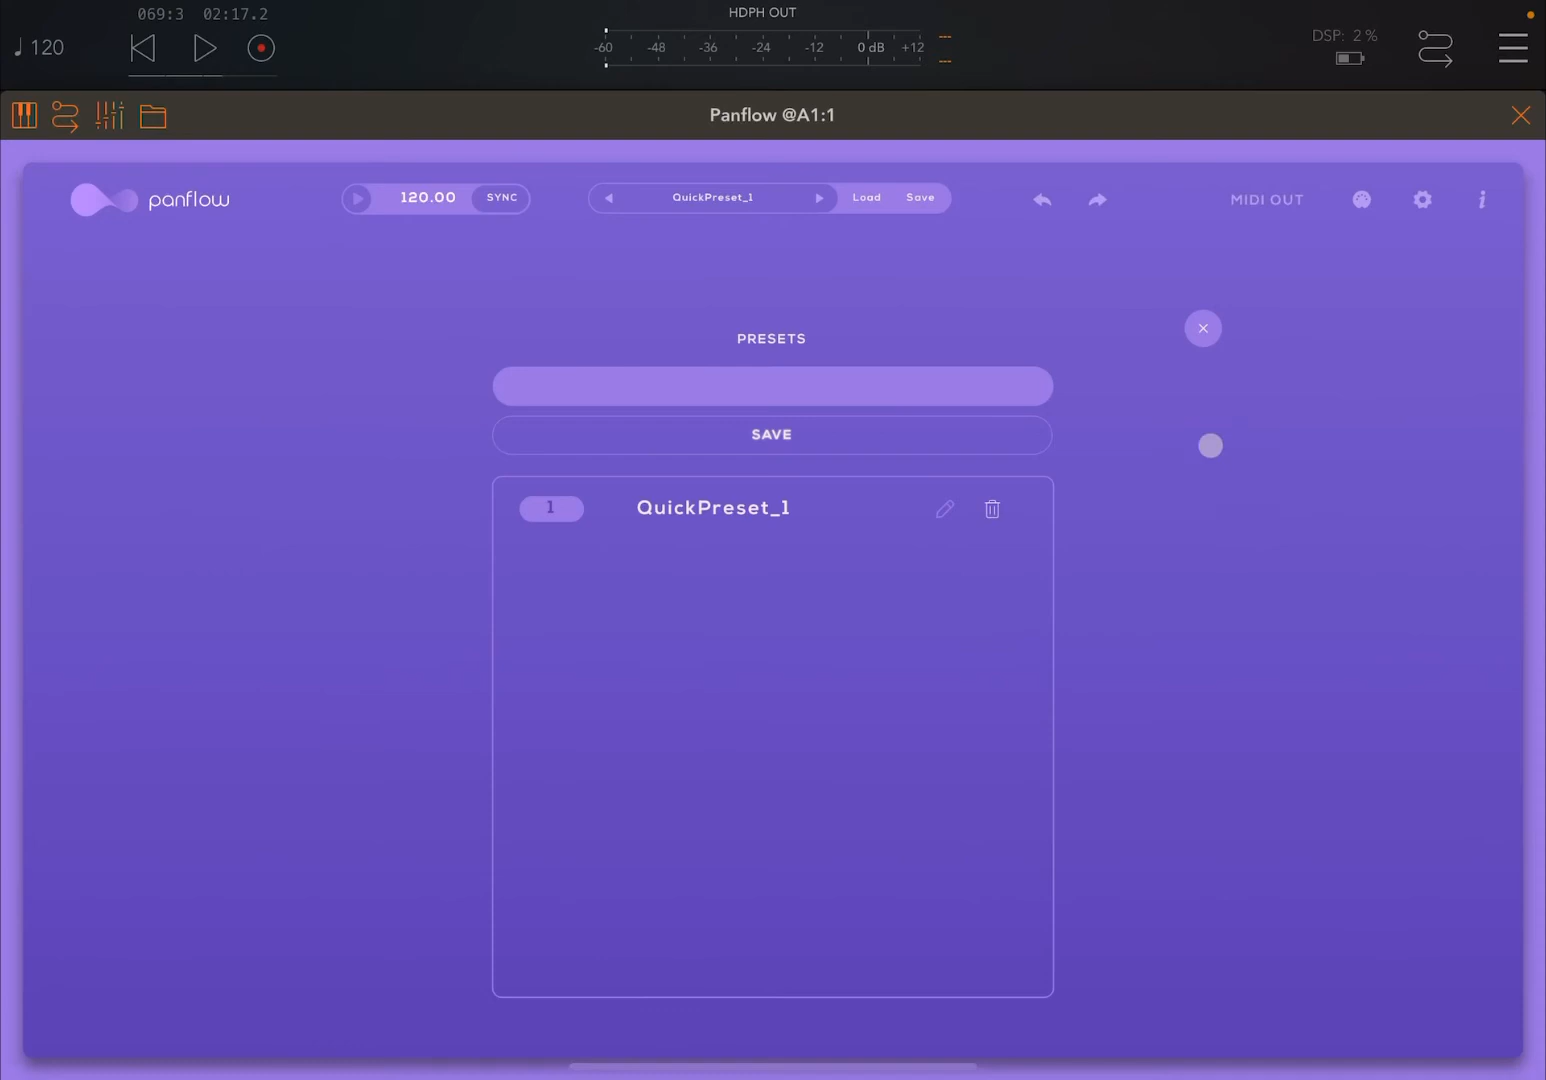 069:3 02:17.2
120
HDPH OUT
-60 -48 -36 -24 -12 0 dB +12
DSP: 2 %
Panflow @A1:1
panflow
120.00 SYNC
QuickPreset_1
Load Save
MIDI OUT
i
PRESETS
SAVE
1 QuickPreset_1